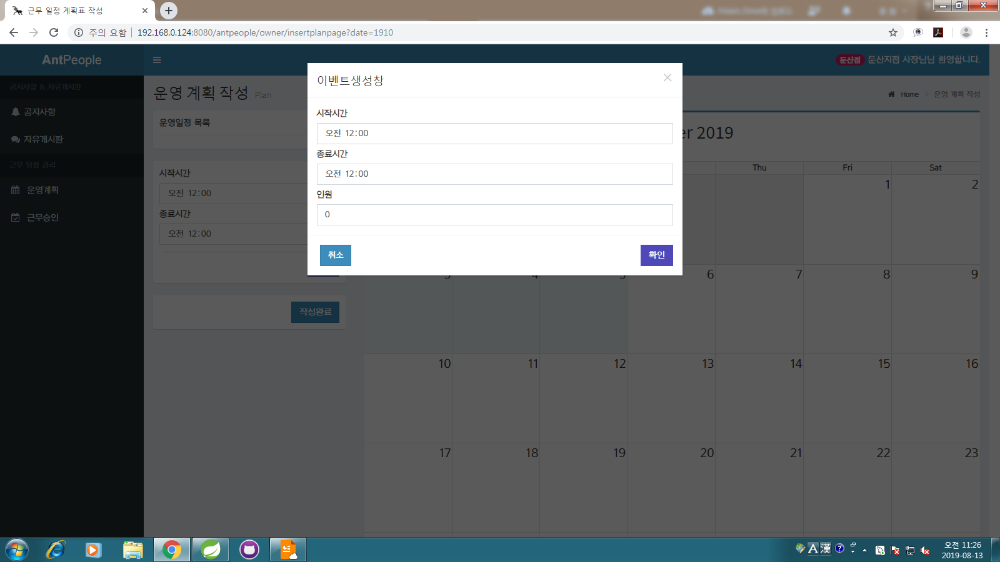 근무 일정 계획표 작성
주의 요함 192.168.0.124:8080/antpeople/owner/insertplanpage?date=1910
AntPeople
둔산점 둔산지점 사장님님 환영합니다.
공지사항 & 자유게시판
공지사항
자유게시판
근무 일정 관리
운영계획
근무승인
운영 계획 작성 Plan
Home > 운영 계획 작성
운영일정 목록
시작시간
오전 12:00
종료시간
오전 12:00
작성완료
이벤트생성창
×
시작시간
오전 12:00
종료시간
오전 12:00
인원
0
취소
확인
2019
Thu Fri Sat
1 2
6 7 8 9
10 11 12 13 14 15 16
17 18 19 20 21 22 23
A 漢
오전 11:26
2019-08-13